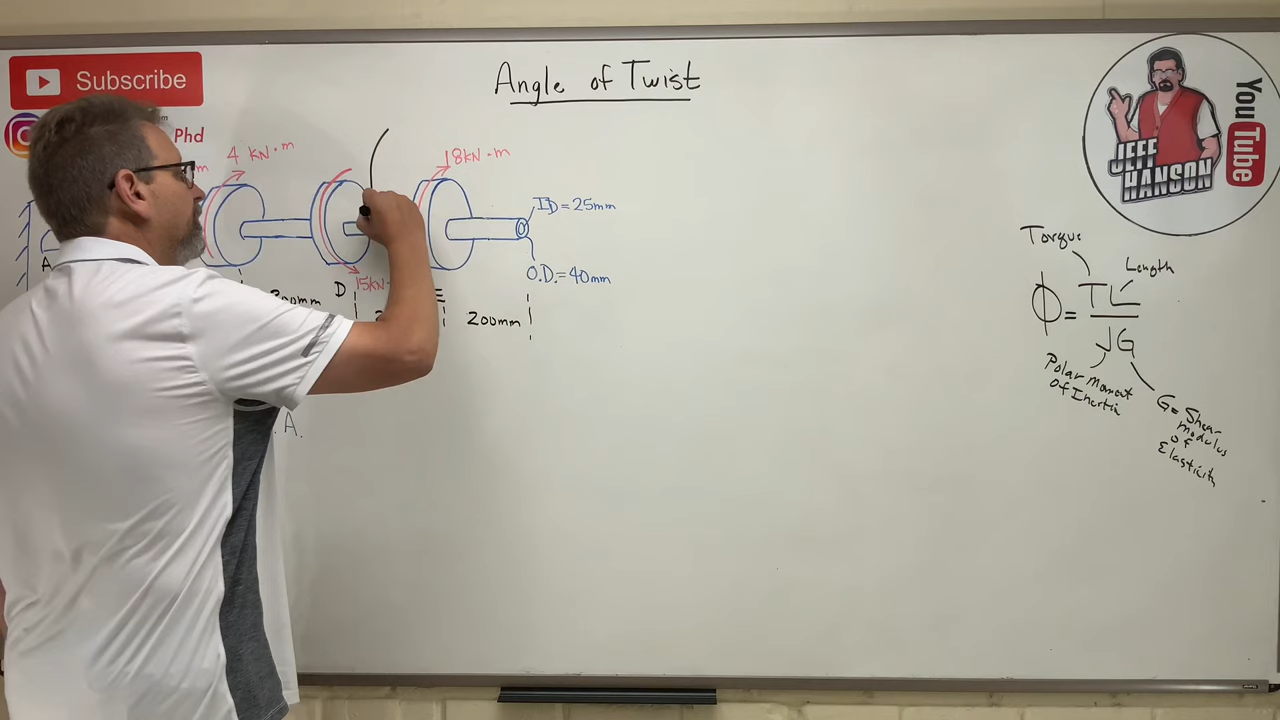 Subscribe
Angle of Twist
Phd
YouTube
JEFF
HANSON
4 KN·m
18KN·m
m
ID = 25mm
A
O.D. = 40mm
D
15KN
E
200mm
.A.
Torque
Length
Φ = TL
JG
Polar Moment
Of Inertia
G = Shear
modulus
of
Elasticity